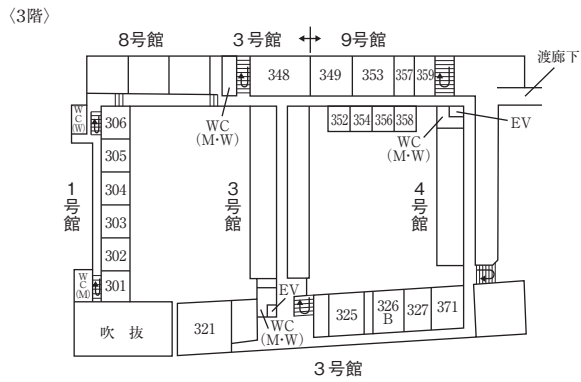 〈3階〉
8号館
3号館
9号館
渡廊下
348
349
353
357
359
WC
(W)
306
WC
(M・W)
352
354
356
358
WC
(M・W)
EV
305
304
303
302
301
1号館
3号館
4号館
WC
(M)
吹 抜
321
EV
WC
(M・W)
325
326
B
327
371
3号館